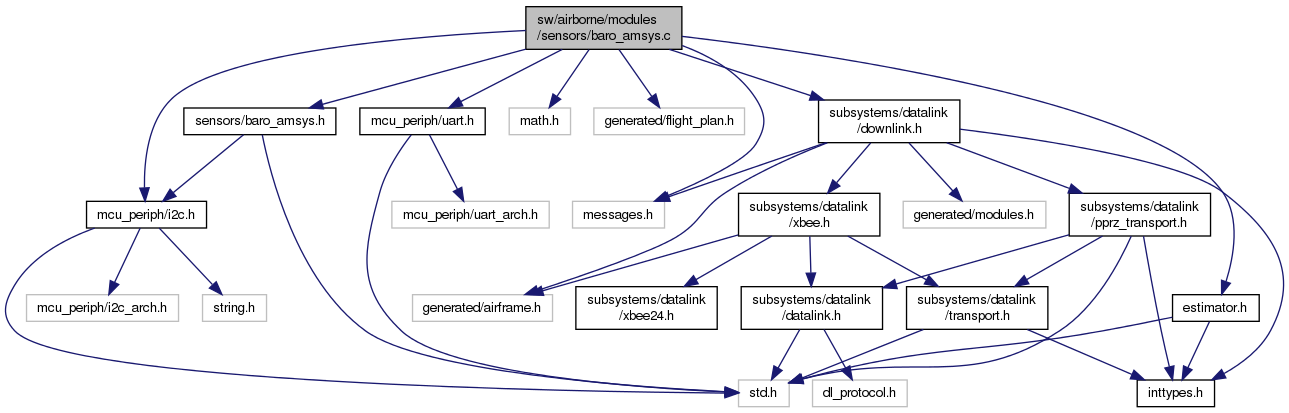 sw/airborne/modules
/sensors/baro_amsys.c
sensors/baro_amsys.h
mcu_periph/uart.h
math.h
generated/flight_plan.h
subsystems/datalink
/downlink.h
mcu_periph/i2c.h
mcu_periph/uart_arch.h
messages.h
subsystems/datalink
/xbee.h
generated/modules.h
subsystems/datalink
/pprz_transport.h
mcu_periph/i2c_arch.h
string.h
generated/airframe.h
subsystems/datalink
/xbee24.h
subsystems/datalink
/datalink.h
subsystems/datalink
/transport.h
estimator.h
std.h
dl_protocol.h
inttypes.h